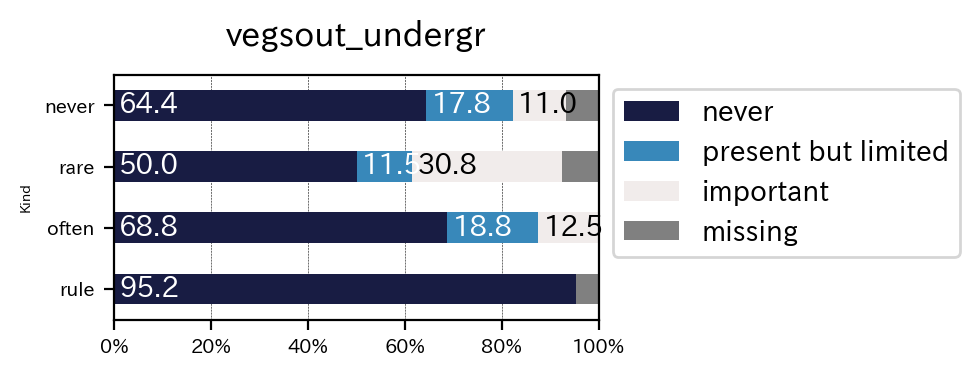 vegsout_undergr
Kind
never
64.4
17.8
11.0
rare
50.0
11.5
30.8
often
68.8
18.8
12.5
rule
95.2
0%
20%
40%
60%
80%
100%
never
present but limited
important
missing